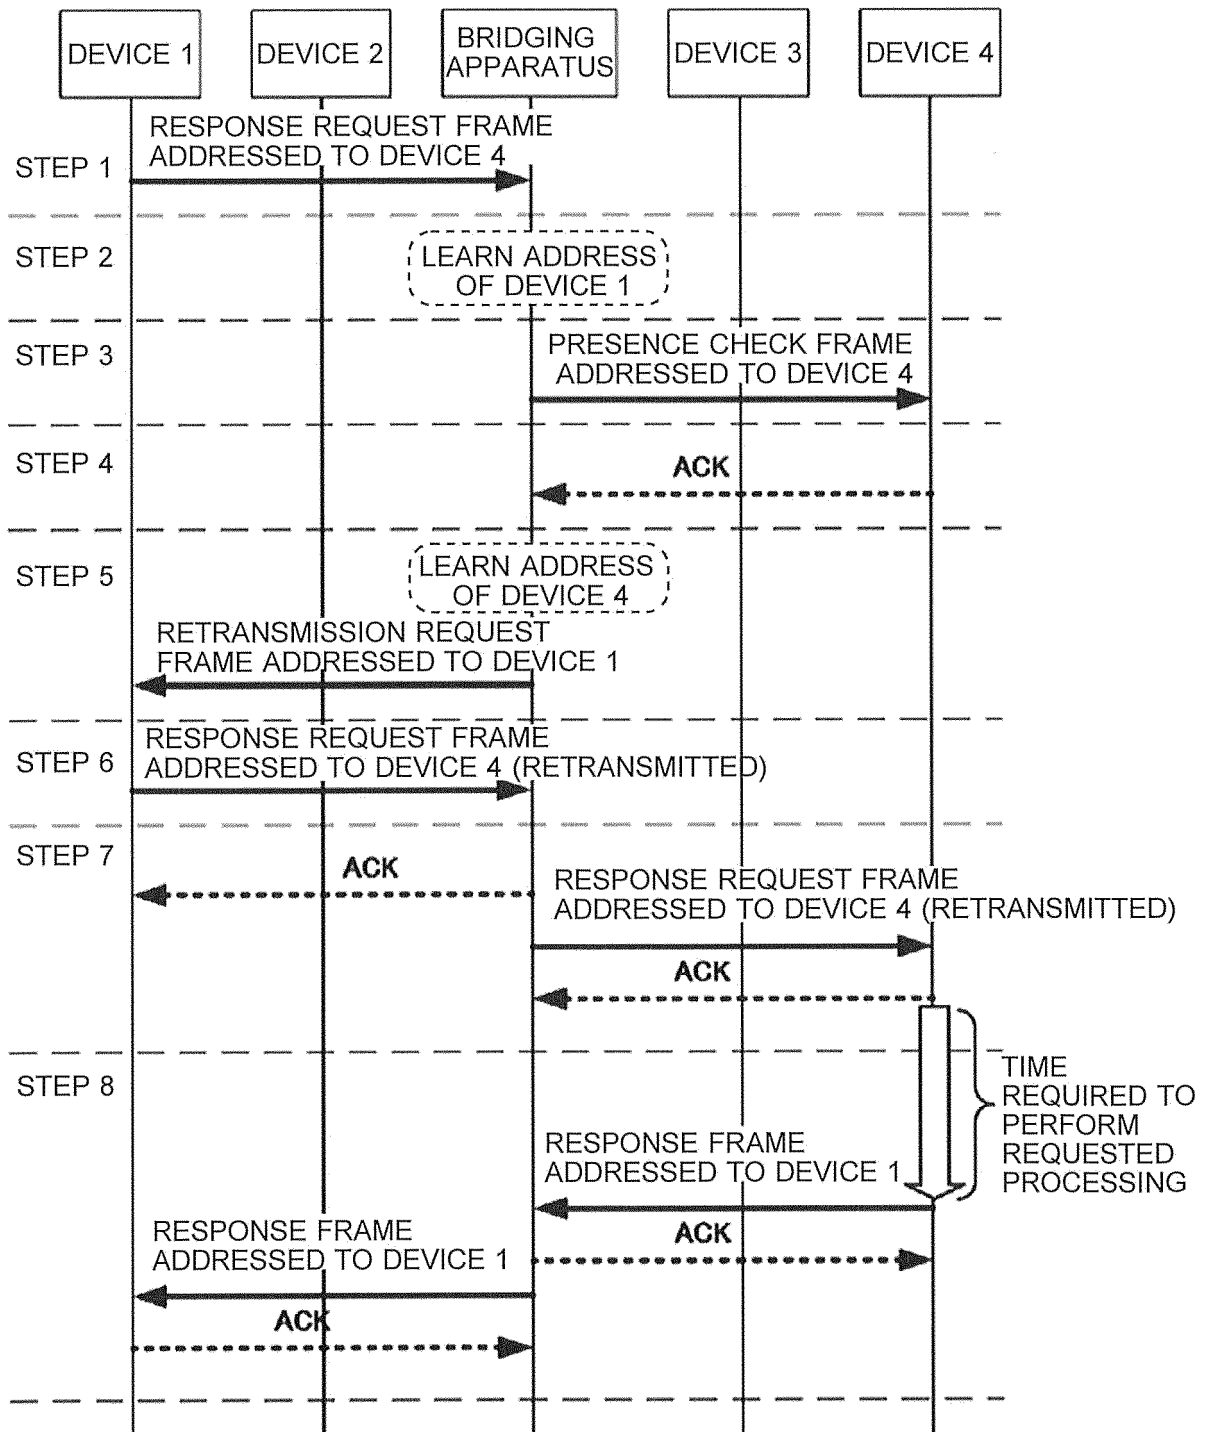 DEVICE 1
DEVICE 2
BRIDGING
APPARATUS
DEVICE 3
DEVICE 4
STEP 1
RESPONSE REQUEST FRAME
ADDRESSED TO DEVICE 4
STEP 2
LEARN ADDRESS
OF DEVICE 1
STEP 3
PRESENCE CHECK FRAME
ADDRESSED TO DEVICE 4
STEP 4
ACK
STEP 5
LEARN ADDRESS
OF DEVICE 4
RETRANSMISSION REQUEST
FRAME ADDRESSED TO DEVICE 1
STEP 6
RESPONSE REQUEST FRAME
ADDRESSED TO DEVICE 4 (RETRANSMITTED)
STEP 7
ACK
RESPONSE REQUEST FRAME
ADDRESSED TO DEVICE 4 (RETRANSMITTED)
ACK
STEP 8
TIME
REQUIRED TO
PERFORM
REQUESTED
PROCESSING
RESPONSE FRAME
ADDRESSED TO DEVICE 1
ACK
RESPONSE FRAME
ADDRESSED TO DEVICE 1
ACK